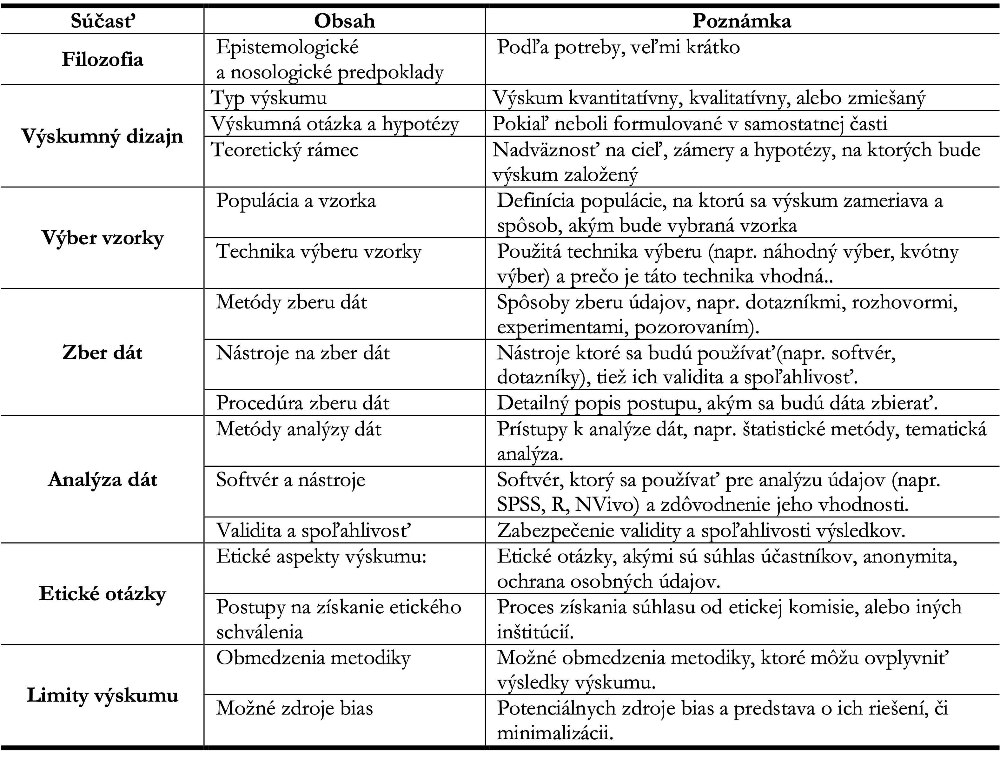 Súčasť Obsah Poznámka
Filozofia
Epistemologické
a nosologické predpoklady
Podľa potreby, veľmi krátko
Výskumný dizajn
Typ výskumu
Výskum kvantitatívny, kvalitatívny, alebo zmiešaný
Výskumná otázka a hypotézy
Pokiaľ neboli formulované v samostatnej časti
Teoretický rámec
Nadväznosť na cieľ, zámery a hypotézy, na ktorých bude
výskum založený
Výber vzorky
Populácia a vzorka
Definícia populácie, na ktorú sa výskum zameriava a
spôsob, akým bude vybraná vzorka
Technika výberu vzorky
Použitá technika výberu (napr. náhodný výber, kvótny
výber) a prečo je táto technika vhodná..
Zber dát
Metódy zberu dát
Spôsoby zberu údajov, napr. dotazníkmi, rozhovormi,
experimentami, pozorovaním).
Nástroje na zber dát
Nástroje ktoré sa budú používať (napr. softvér,
dotazníky), tiež ich validita a spoľahlivosť.
Procedúra zberu dát
Detailný popis postupu, akým sa budú dáta zbierať.
Analýza dát
Metódy analýzy dát
Prístupy k analýze dát, napr. štatistické metódy, tematická
analýza.
Softvér a nástroje
Softvér, ktorý sa používať pre analýzu údajov (napr.
SPSS, R, NVivo) a zdôvodnenie jeho vhodnosti.
Validita a spoľahlivosť
Zabezpečenie validity a spoľahlivosti výsledkov.
Etické otázky
Etické aspekty výskumu:
Etické otázky, akými sú súhlas účastníkov, anonymita,
ochrana osobných údajov.
Postupy na získanie etického
schválenia
Proces získania súhlasu od etickej komisie, alebo iných
inštitúcií.
Limity výskumu
Obmedzenia metodiky
Možné obmedzenia metodiky, ktoré môžu ovplyvniť
výsledky výskumu.
Možné zdroje bias
Potenciálnych zdroje bias a predstava o ich riešení, či
minimalizácii.